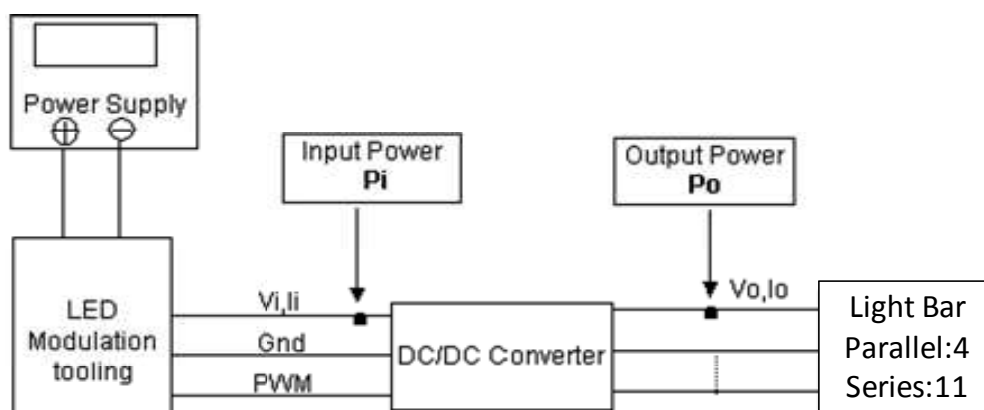 Power Supply
Input Power
Pi
Output Power
Po
LED
Modulation
tooling
Vi,Ii
Gnd
PWM
DC/DC Converter
Vo,Io
Light Bar
Parallel:4
Series:11